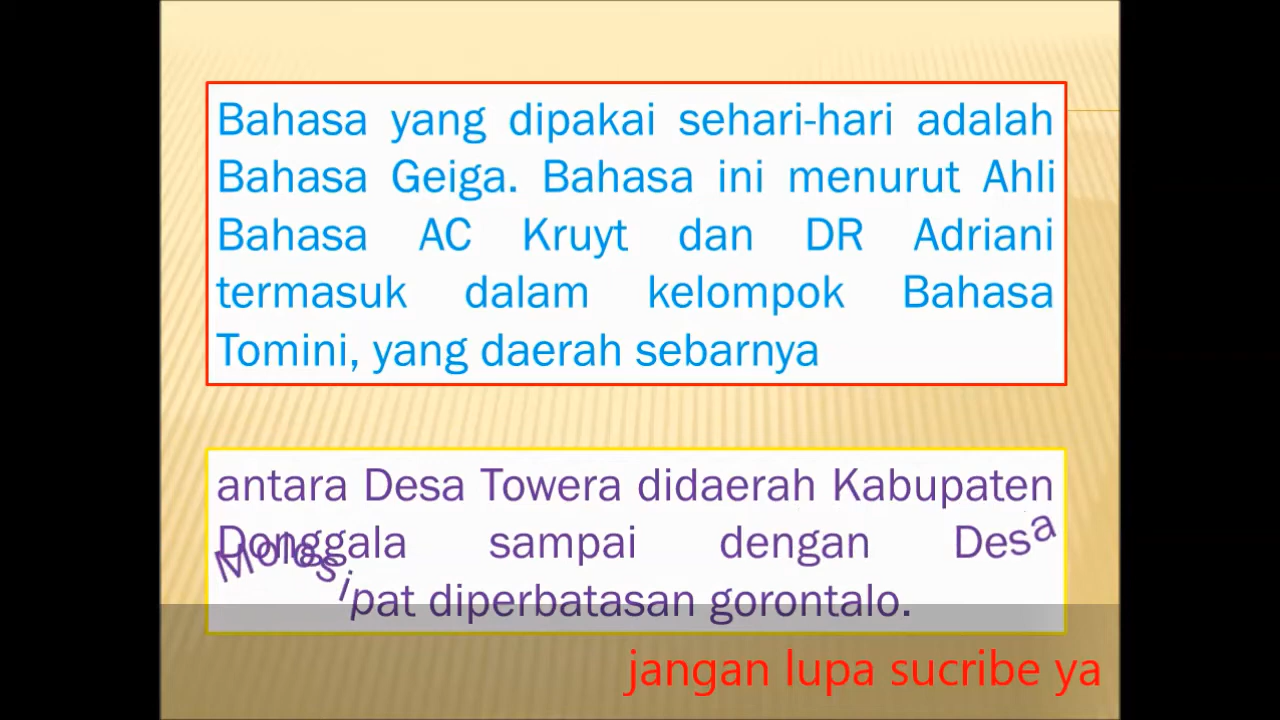 Bahasa yang dipakai sehari-hari adalah
Bahasa Geiga. Bahasa ini menurut Ahli
Bahasa AC Kruyt dan DR Adriani
termasuk dalam kelompok Bahasa
Tomini, yang daerah sebarnya
antara Desa Towera didaerah Kabupaten
Donggala sampai dengan Desa
Molosipat diperbatasan gorontalo.
jangan lupa sucribe ya